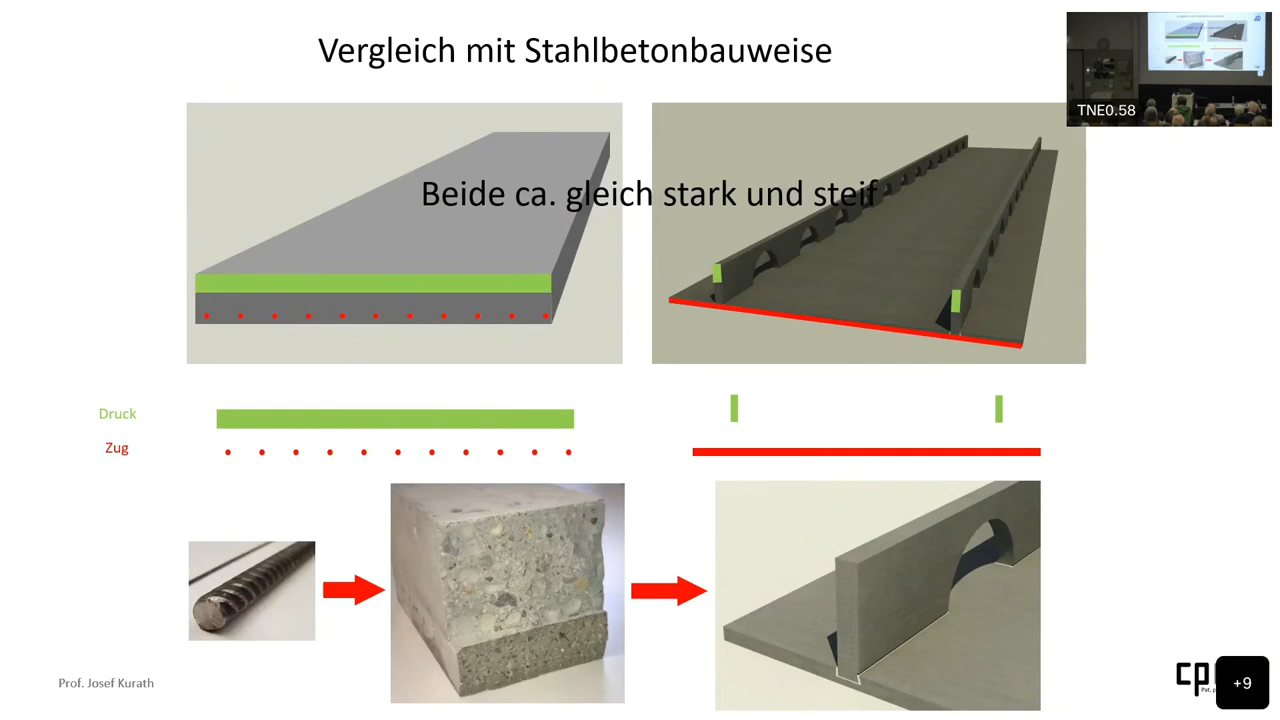 Vergleich mit Stahlbetonbauweise
TNE0.58
Beide ca. gleich stark und steif
Druck
Zug
Prof. Josef Kurath
cp
+9